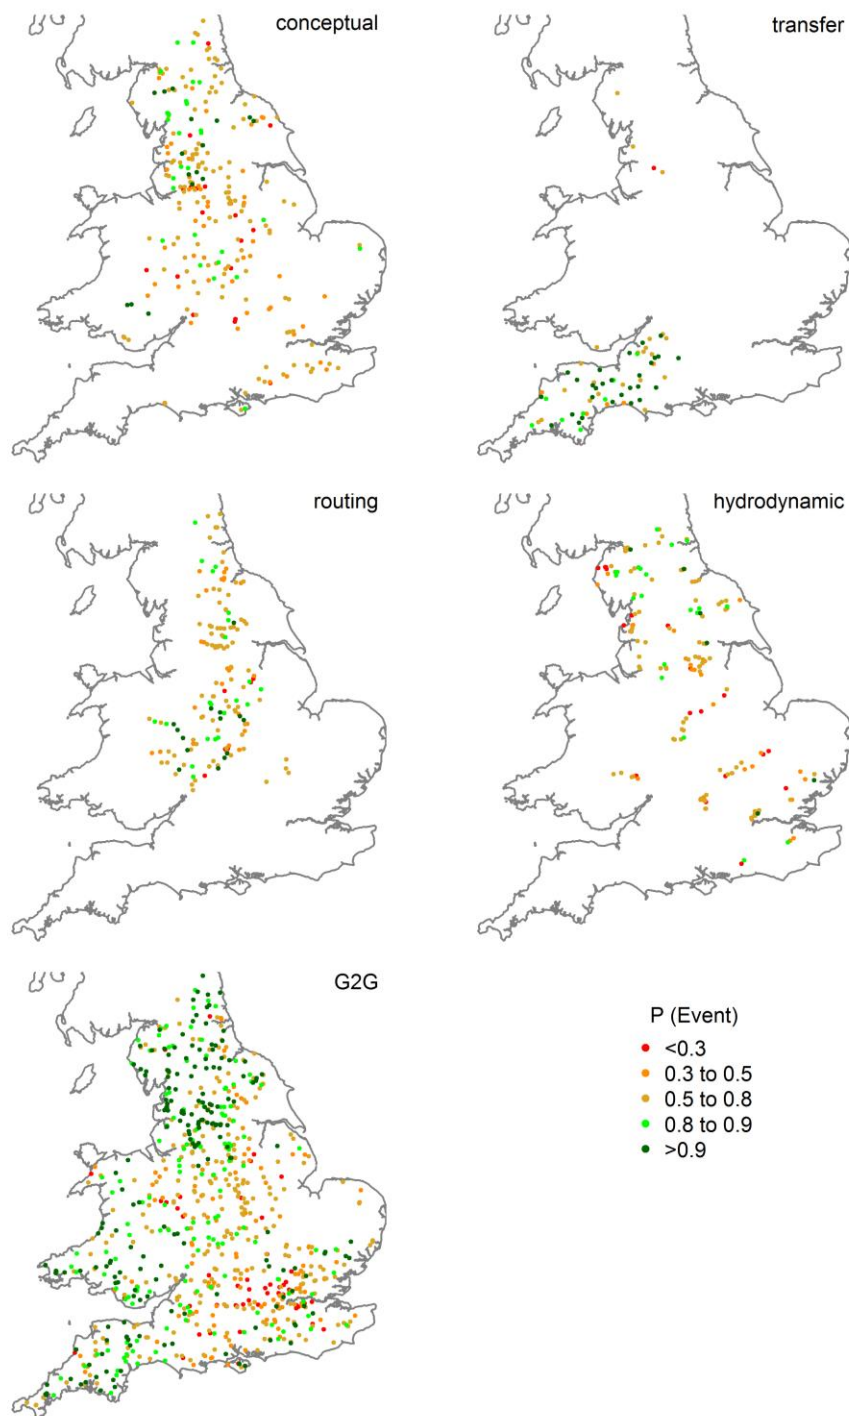 conceptual
transfer
routing
hydrodynamic
G2G
P (Event)
<0.3
0.3 to 0.5
0.5 to 0.8
0.8 to 0.9
>0.9